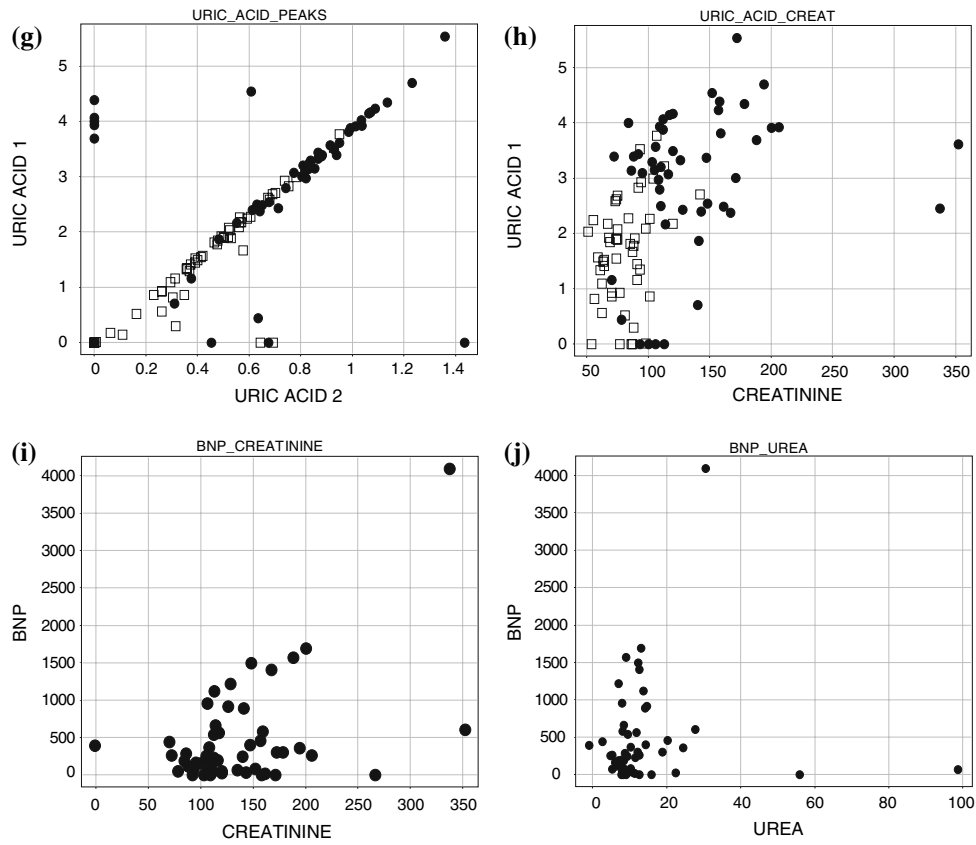 (g)
URIC_ACID_PEAKS
URIC ACID 1
5
4
3
2
1
0
0 0.2 0.4 0.6 0.8 1 1.2 1.4
URIC ACID 2
(h)
URIC_ACID_CREAT
URIC ACID 1
5
4
3
2
1
0
50 100 150 200 250 300 350
CREATININE
(i)
BNP_CREATININE
BNP
4000
3500
3000
2500
2000
1500
1000
500
0
0 50 100 150 200 250 300 350
CREATININE
(j)
BNP_UREA
BNP
4000
3500
3000
2500
2000
1500
1000
500
0
0 20 40 60 80 100
UREA